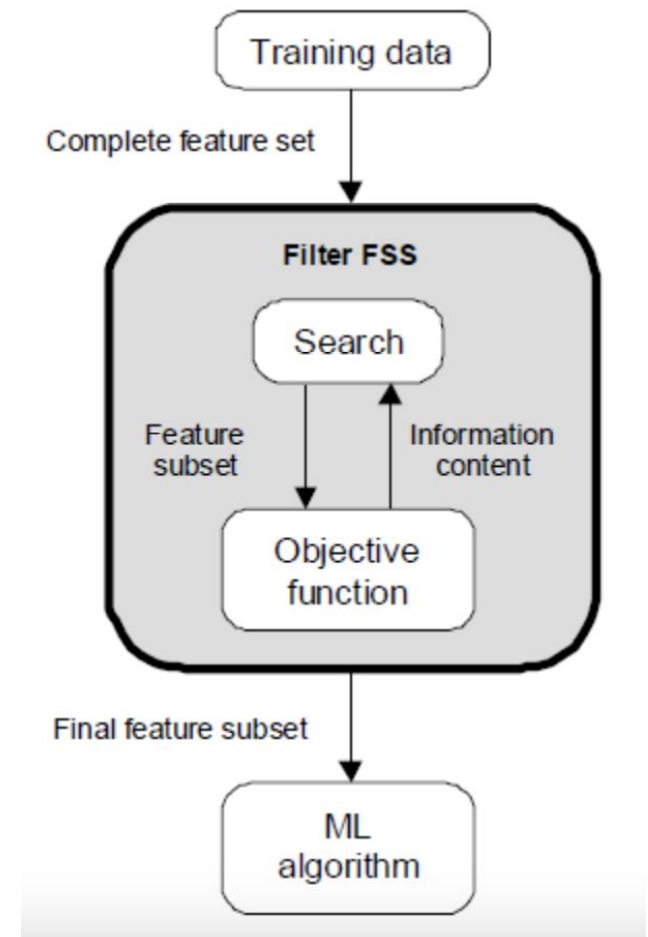 Training data
Complete feature set
Filter FSS
Search
Feature
subset
Information
content
Objective
function
Final feature subset
ML
algorithm